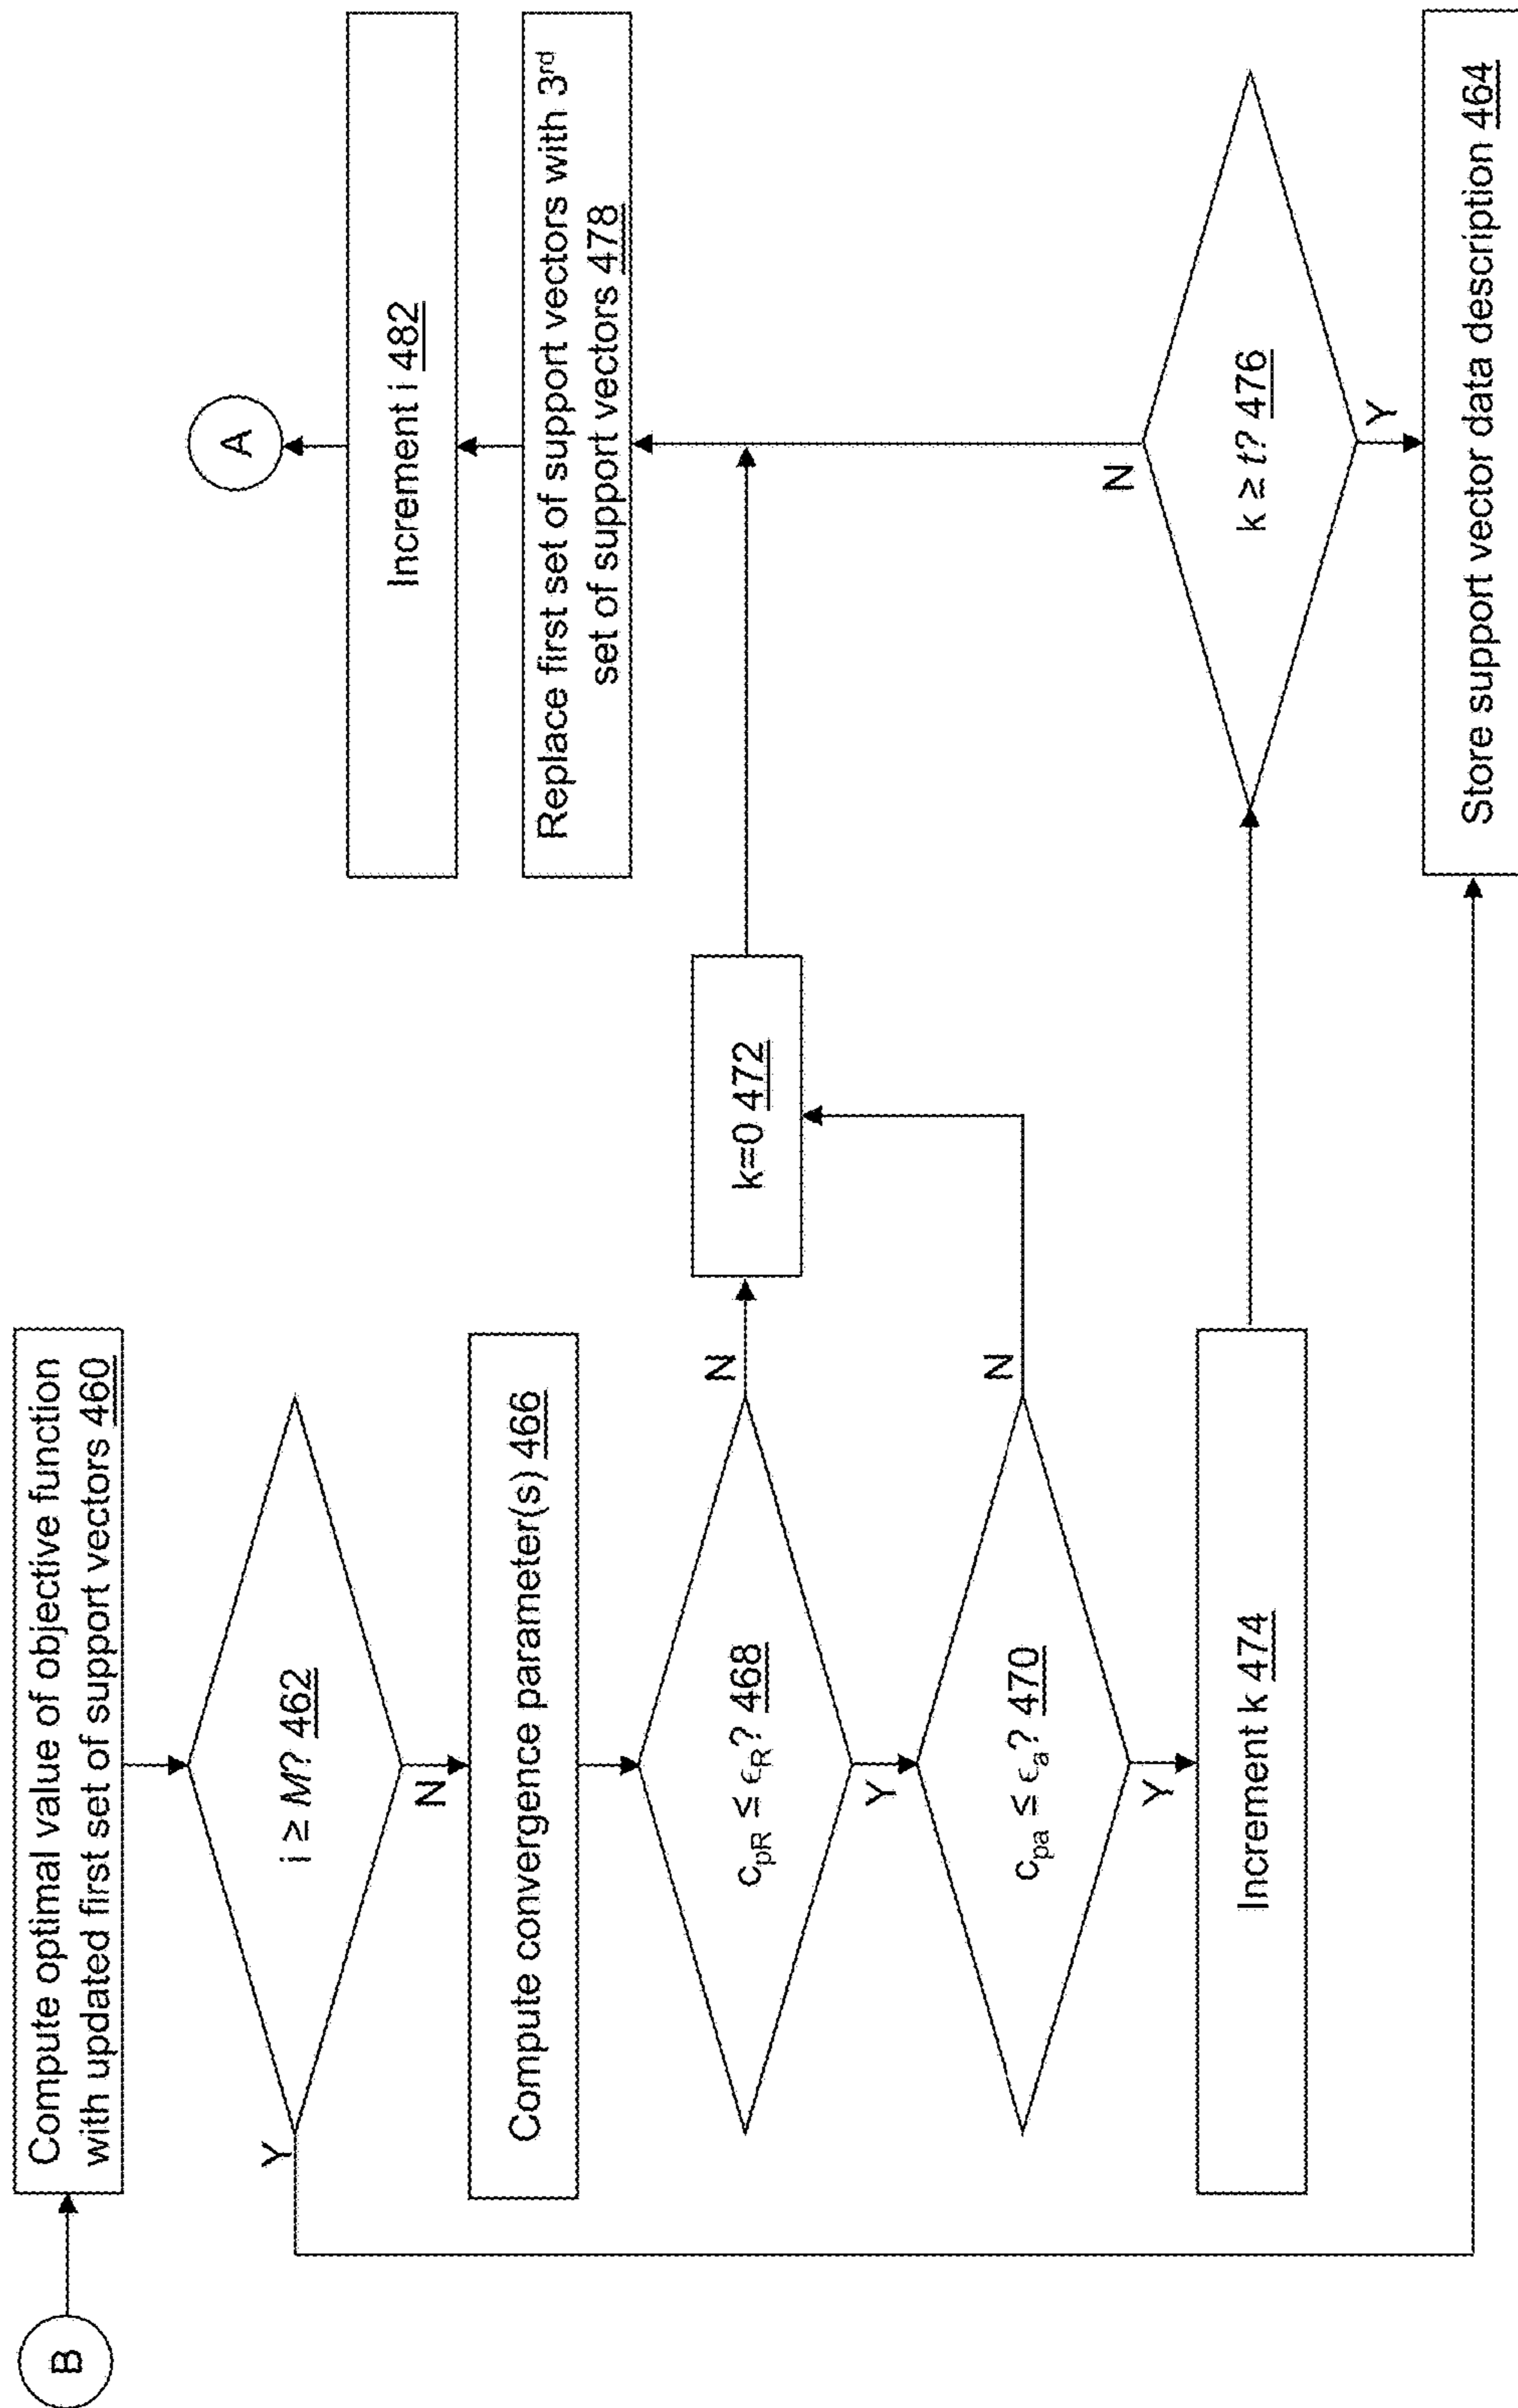 B
Compute optimal value of objective function
with updated first set of support vectors 460
i ≥ M? 462
Y
N
Compute convergence parameter(s) 466
c_pR ≤ ϵ_R? 468
N
Y
k=0 472
c_pa ≤ ϵ_a? 470
N
Y
Increment k 474
A
Increment i 482
Replace first set of support vectors with 3rd
set of support vectors 478
N
k ≥ t? 476
Y
Store support vector data description 464